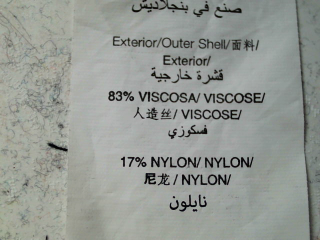 صنع في بنجلاديش
Exterior/Outer Shell/面料/
Exterior/
قشرة خارجية
83% VISCOSA/ VISCOSE/
人造丝/ VISCOSE/
فسكوزي
17% NYLON/ NYLON/
尼龙 / NYLON/
نايلون